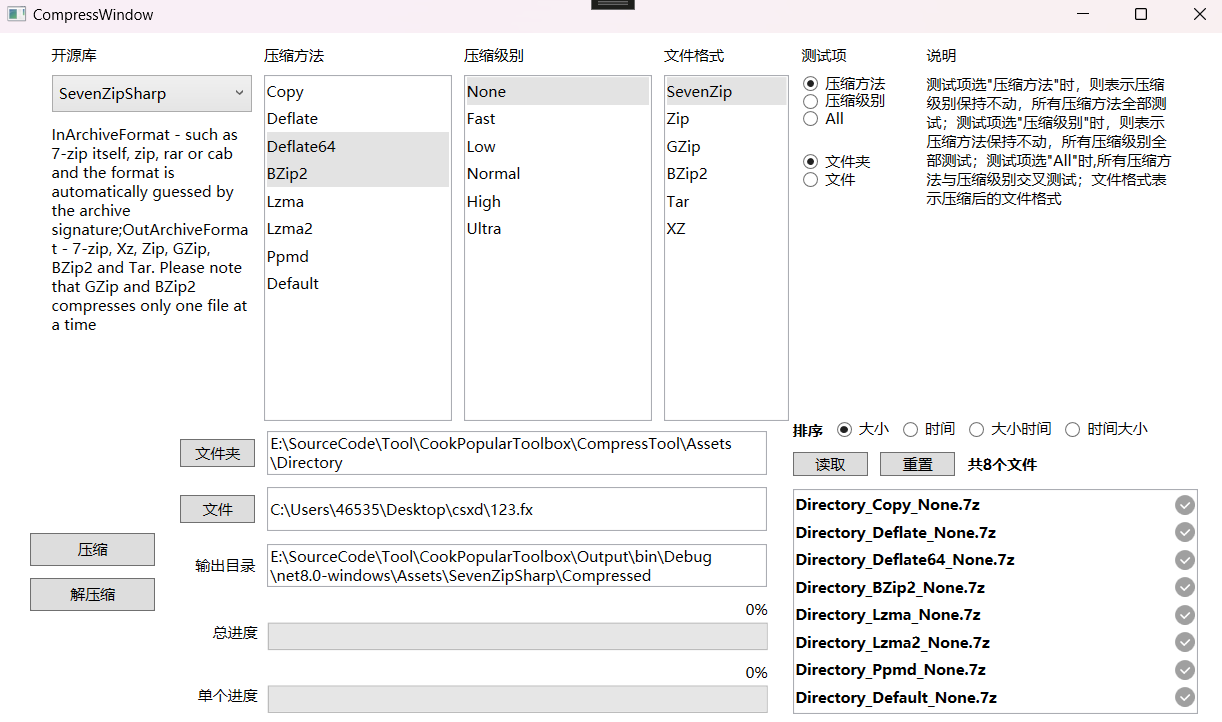 CompressWindow
开源库
SevenZipSharp
InArchiveFormat - such as
7-zip itself, zip, rar or cab
and the format is
automatically guessed by
the archive
signature;OutArchiveForma
t - 7-zip, Xz, Zip, GZip,
BZip2 and Tar. Please note
that GZip and BZip2
compresses only one file at
a time
压缩方法
Copy
Deflate
Deflate64
BZip2
Lzma
Lzma2
Ppmd
Default
压缩级别
None
Fast
Low
Normal
High
Ultra
文件格式
SevenZip
Zip
GZip
BZip2
Tar
XZ
测试项
压缩方法
压缩级别
All
文件夹
文件
说明
测试项选"压缩方法"时，则表示压缩
级别保持不动，所有压缩方法全部测
试；测试项选"压缩级别"时，则表示
压缩方法保持不动，所有压缩级别全
部测试；测试项选"All"时,所有压缩方
法与压缩级别交叉测试；文件格式表
示压缩后的文件格式
文件夹
E:\SourceCode\Tool\CookPopularToolbox\CompressTool\Assets
\Directory
文件
C:\Users\46535\Desktop\csxd\123.fx
压缩
解压缩
输出目录
E:\SourceCode\Tool\CookPopularToolbox\Output\bin\Debug
\net8.0-windows\Assets\SevenZipSharp\Compressed
0%
总进度
0%
单个进度
排序 大小 时间 大小时间 时间大小
读取 重置 共8个文件
Directory_Copy_None.7z
Directory_Deflate_None.7z
Directory_Deflate64_None.7z
Directory_BZip2_None.7z
Directory_Lzma_None.7z
Directory_Lzma2_None.7z
Directory_Ppmd_None.7z
Directory_Default_None.7z